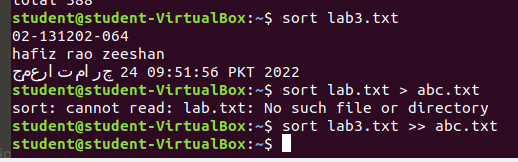 total
student@student-VirtualBox:~$ sort lab3.txt
02-131202-064
hafiz rao zeeshan
جمعرات مارچ 24 09:51:56 PKT 2022
student@student-VirtualBox:~$ sort lab.txt > abc.txt
sort: cannot read: lab.txt: No such file or directory
student@student-VirtualBox:~$ sort lab3.txt >> abc.txt
student@student-VirtualBox:~$